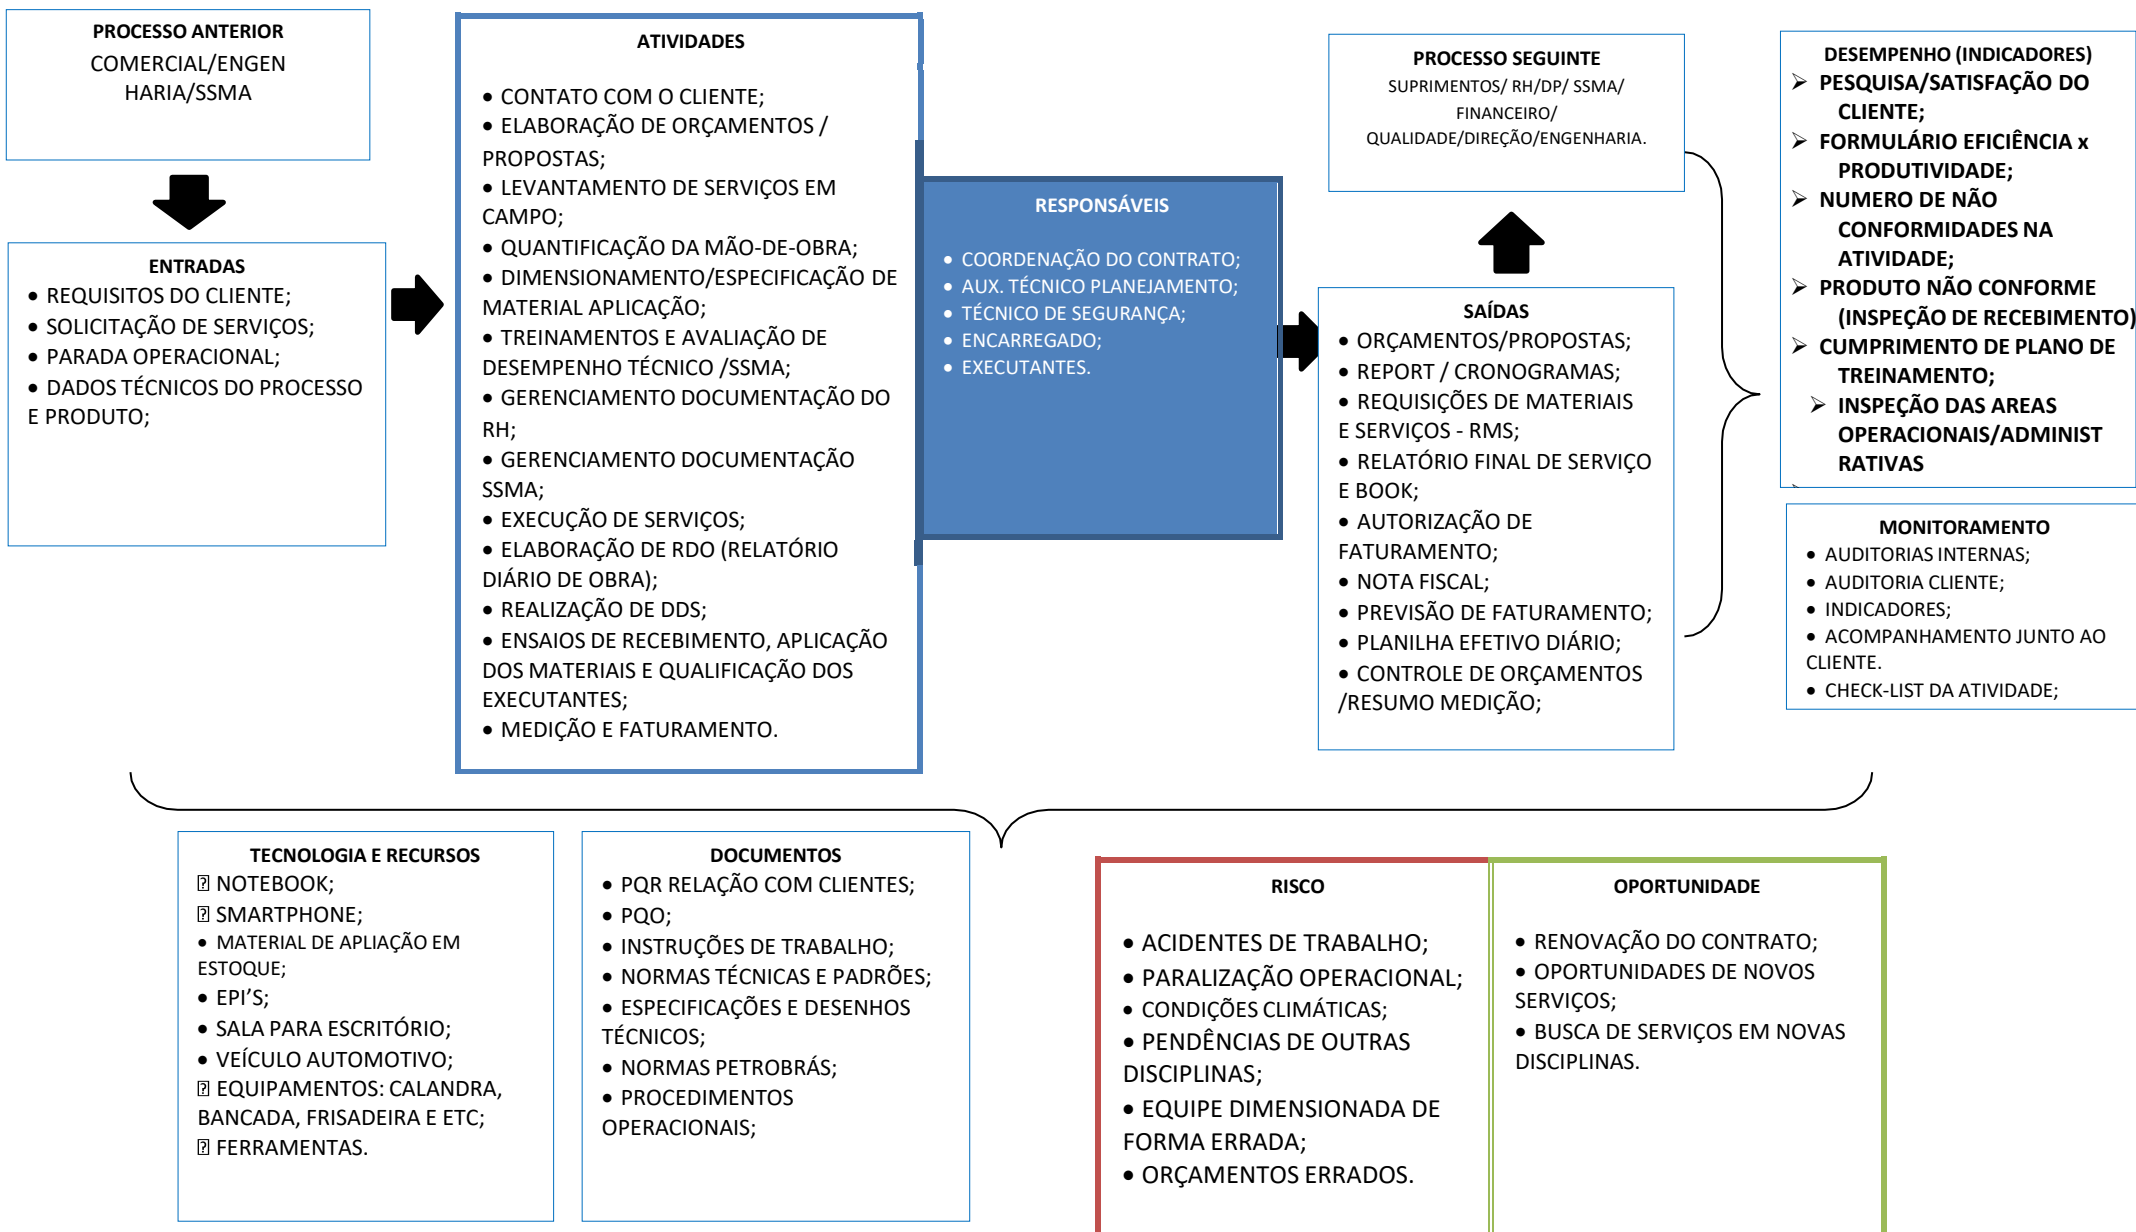 PROCESSO ANTERIOR
COMERCIAL/ENGEN
HARIA/SSMA
ENTRADAS
• REQUISITOS DO CLIENTE;
• SOLICITAÇÃO DE SERVIÇOS;
• PARADA OPERACIONAL;
• DADOS TÉCNICOS DO PROCESSO
E PRODUTO;
ATIVIDADES
• CONTATO COM O CLIENTE;
• ELABORAÇÃO DE ORÇAMENTOS /
PROPOSTAS;
• LEVANTAMENTO DE SERVIÇOS EM
CAMPO;
• QUANTIFICAÇÃO DA MÃO-DE-OBRA;
• DIMENSIONAMENTO/ESPECIFICAÇÃO DE
MATERIAL APLICAÇÃO;
• TREINAMENTOS E AVALIAÇÃO DE
DESEMPENHO TÉCNICO /SSMA;
• GERENCIAMENTO DOCUMENTAÇÃO DO
RH;
• GERENCIAMENTO DOCUMENTAÇÃO
SSMA;
• EXECUÇÃO DE SERVIÇOS;
• ELABORAÇÃO DE RDO (RELATÓRIO
DIÁRIO DE OBRA);
• REALIZAÇÃO DE DDS;
• ENSAIOS DE RECEBIMENTO, APLICAÇÃO
DOS MATERIAIS E QUALIFICAÇÃO DOS
EXECUTANTES;
• MEDIÇÃO E FATURAMENTO.
RESPONSÁVEIS
• COORDENAÇÃO DO CONTRATO;
• AUX. TÉCNICO PLANEJAMENTO;
• TÉCNICO DE SEGURANÇA;
• ENCARREGADO;
• EXECUTANTES.
PROCESSO SEGUINTE
SUPRIMENTOS/ RH/DP/ SSMA/
FINANCEIRO/
QUALIDADE/DIREÇÃO/ENGENHARIA.
SAÍDAS
• ORÇAMENTOS/PROPOSTAS;
• REPORT / CRONOGRAMAS;
• REQUISIÇÕES DE MATERIAIS
E SERVIÇOS - RMS;
• RELATÓRIO FINAL DE SERVIÇO
E BOOK;
• AUTORIZAÇÃO DE
FATURAMENTO;
• NOTA FISCAL;
• PREVISÃO DE FATURAMENTO;
• PLANILHA EFETIVO DIÁRIO;
• CONTROLE DE ORÇAMENTOS
/RESUMO MEDIÇÃO;
DESEMPENHO (INDICADORES)
➢ PESQUISA/SATISFAÇÃO DO
CLIENTE;
➢ FORMULÁRIO EFICIÊNCIA x
PRODUTIVIDADE;
➢ NUMERO DE NÃO
CONFORMIDADES NA
ATIVIDADE;
➢ PRODUTO NÃO CONFORME
(INSPEÇÃO DE RECEBIMENTO)
➢ CUMPRIMENTO DE PLANO DE
TREINAMENTO;
➢ INSPEÇÃO DAS AREAS
OPERACIONAIS/ADMINIST
RATIVAS
MONITORAMENTO
• AUDITORIAS INTERNAS;
• AUDITORIA CLIENTE;
• INDICADORES;
• ACOMPANHAMENTO JUNTO AO
CLIENTE.
• CHECK-LIST DA ATIVIDADE;
TECNOLOGIA E RECURSOS
⍰ NOTEBOOK;
⍰ SMARTPHONE;
• MATERIAL DE APLIAÇÃO EM
ESTOQUE;
• EPI’S;
• SALA PARA ESCRITÓRIO;
• VEÍCULO AUTOMOTIVO;
⍰ EQUIPAMENTOS: CALANDRA,
BANCADA, FRISADEIRA E ETC;
⍰ FERRAMENTAS.
DOCUMENTOS
• PQR RELAÇÃO COM CLIENTES;
• PQO;
• INSTRUÇÕES DE TRABALHO;
• NORMAS TÉCNICAS E PADRÕES;
• ESPECIFICAÇÕES E DESENHOS
TÉCNICOS;
• NORMAS PETROBRÁS;
• PROCEDIMENTOS
OPERACIONAIS;
RISCO
• ACIDENTES DE TRABALHO;
• PARALIZAÇÃO OPERACIONAL;
• CONDIÇÕES CLIMÁTICAS;
• PENDÊNCIAS DE OUTRAS
DISCIPLINAS;
• EQUIPE DIMENSIONADA DE
FORMA ERRADA;
• ORÇAMENTOS ERRADOS.
OPORTUNIDADE
• RENOVAÇÃO DO CONTRATO;
• OPORTUNIDADES DE NOVOS
SERVIÇOS;
• BUSCA DE SERVIÇOS EM NOVAS
DISCIPLINAS.